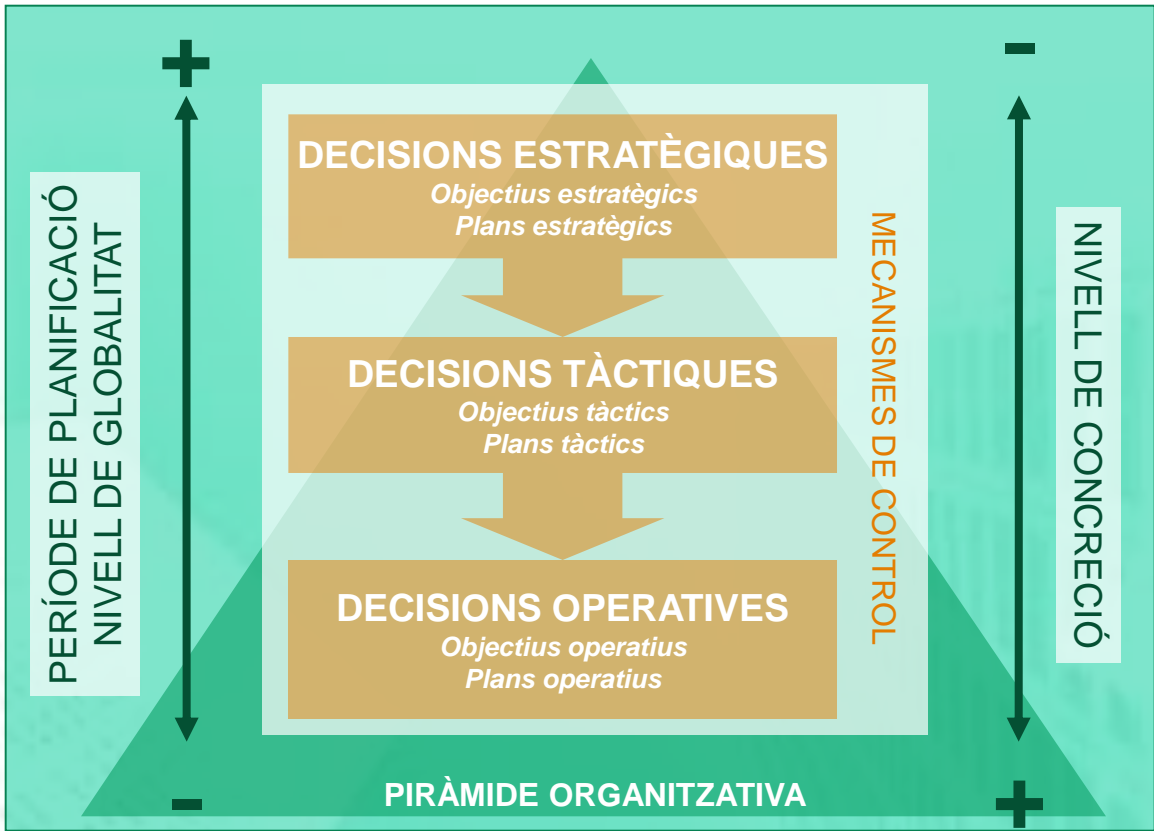 +
-
DECISIONS ESTRATÈGIQUES
Objectius estratègics
Plans estratègics
PERÍODE DE PLANIFICACIÓ
NIVELL DE GLOBALITAT
DECISIONS TÀCTIQUES
Objectius tàctics
Plans tàctics
MECANISMES DE CONTROL
NIVELL DE CONCRECIÓ
DECISIONS OPERATIVES
Objectius operatius
Plans operatius
-
PIRÀMIDE ORGANITZATIVA
+